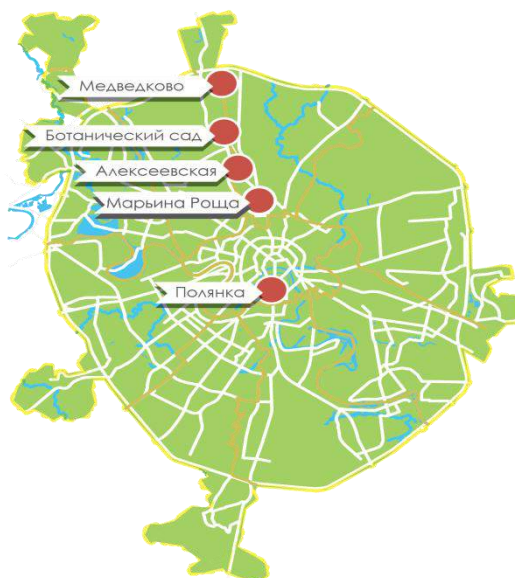 Медведково
Ботанический сад
Алексеевская
Марьина Роща
Полянка